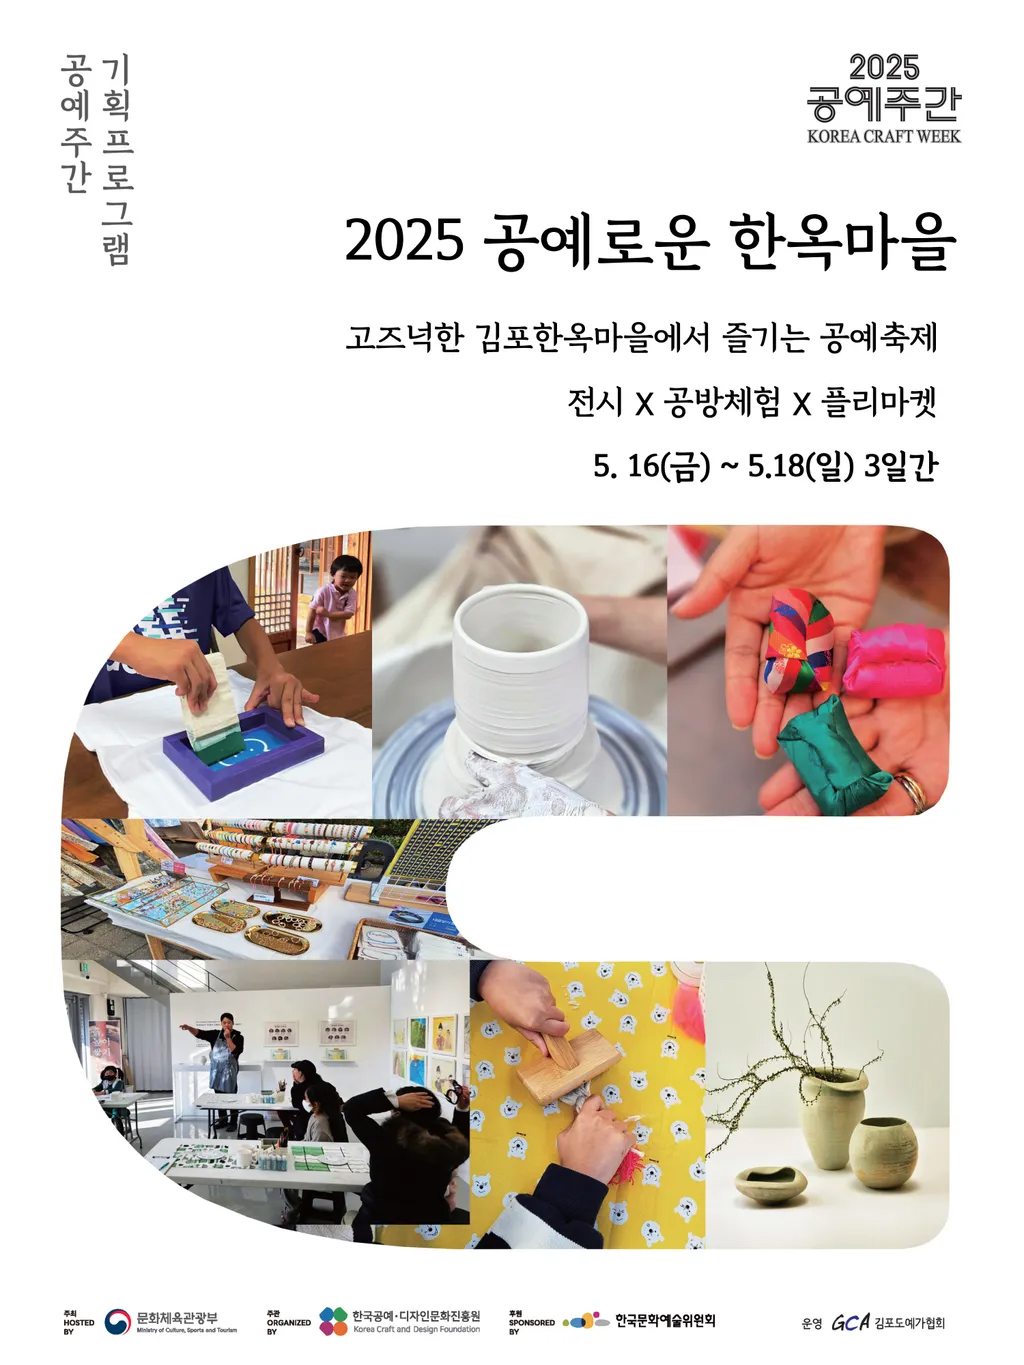 공예주간
기획프로그램
2025
공예주간
KOREA CRAFT WEEK
2025 공예로운 한옥마을
고즈넉한 김포한옥마을에서 즐기는 공예축제
전시 X 공방체험 X 플리마켓
5. 16(금) ~ 5.18(일) 3일간
주최
HOSTED
BY
문화체육관광부
Ministry of Culture, Sports and Tourism
주관
ORGANIZED
BY
한국공예·디자인문화진흥원
Korea Craft and Design Foundation
후원
SPONSORED
BY
한국문화예술위원회
운영 GCA 김포도예가협회